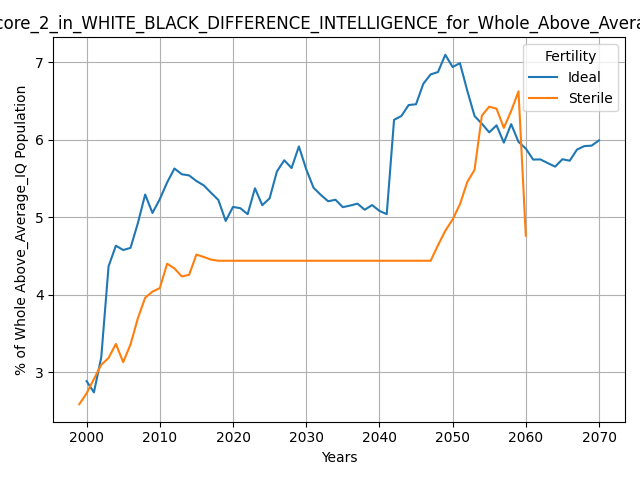 core_2_in_WHITE_BLACK_DIFFERENCE_INTELLIGENCE_for_Whole_Above_Avera
Fertility
Ideal
Sterile
% of Whole Above_Average_IQ Population
7
6
5
4
3
2000 2010 2020 2030 2040 2050 2060 2070
Years